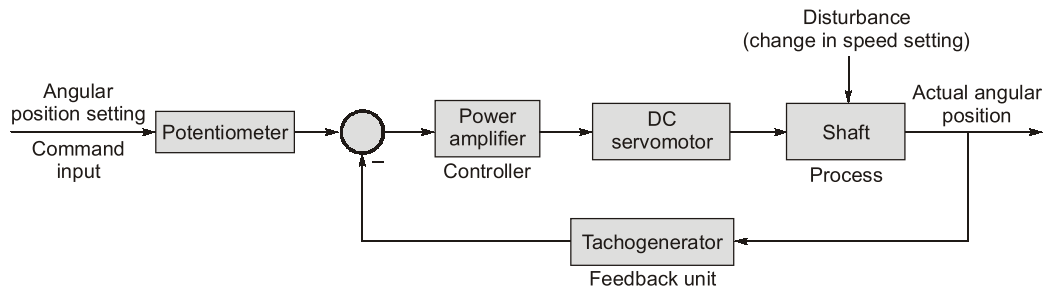 Disturbance
(change in speed setting)
Angular
position setting
Command
input
Potentiometer
–
Power
amplifier
Controller
DC
servomotor
Shaft
Process
Actual angular
position
Tachogenerator
Feedback unit